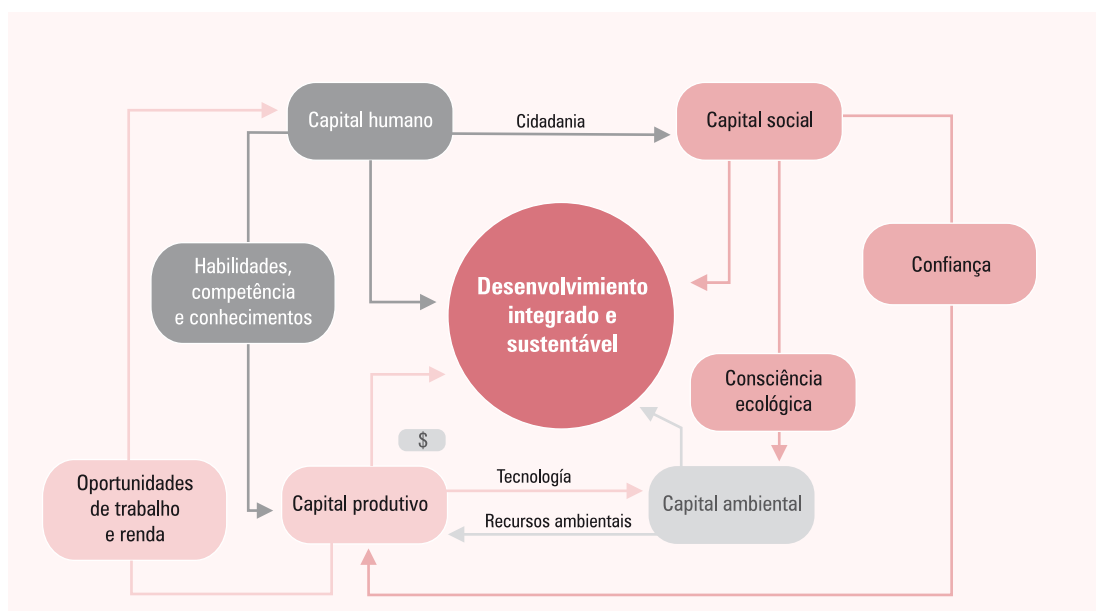 Capital humano
Cidadania
Capital social
Habilidades,
competência
e conhecimentos
Confiança
Desenvolvimiento
integrado e
sustentável
Consciência
ecológica
$
Oportunidades
de trabalho
e renda
Capital produtivo
Tecnología
Recursos ambientais
Capital ambiental